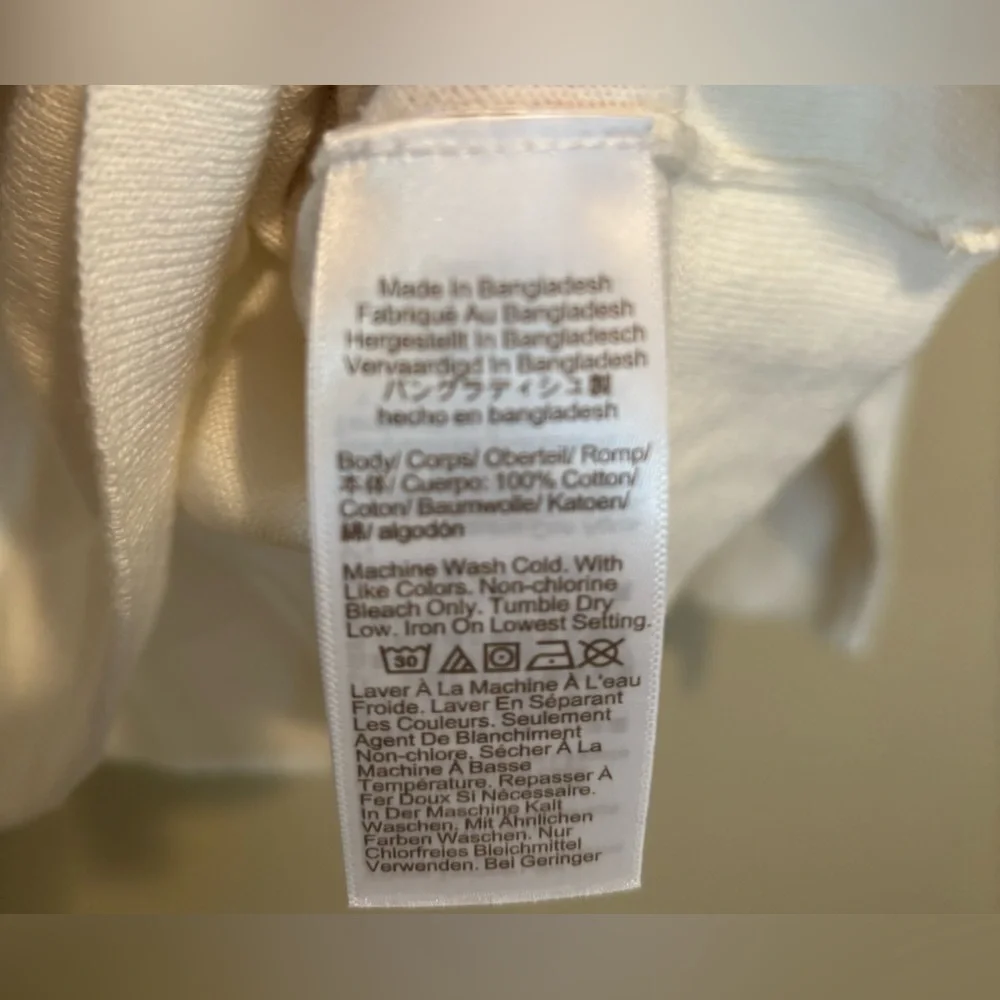 Made In Bangladesh
Fabriqué Au Bangladesh
Hergestellt In Bangladesch
Vervaardigd In Bangladesh
バングラディシュ製
hecho en bangladesh
Body/ Corps/ Oberteil/ Romp/
本体/ Cuerpo: 100% Cotton/
Coton/ Baumwolle/ Katoen/
綿/ algodón
Machine Wash Cold. With
Like Colors. Non-chlorine
Bleach Only. Tumble Dry
Low. Iron On Lowest Setting.
30
Laver À La Machine À L'eau
Froide. Laver En Séparant
Les Couleurs. Seulement
Agent De Blanchiment
Non-chlore. Sécher À La
Machine À Basse
Température. Repasser À
Fer Doux Si Nécessaire.
In Der Maschine Kalt
Waschen. Mit Ähnlichen
Farben Waschen. Nur
Chlorfreies Bleichmittel
Verwenden. Bei Geringer